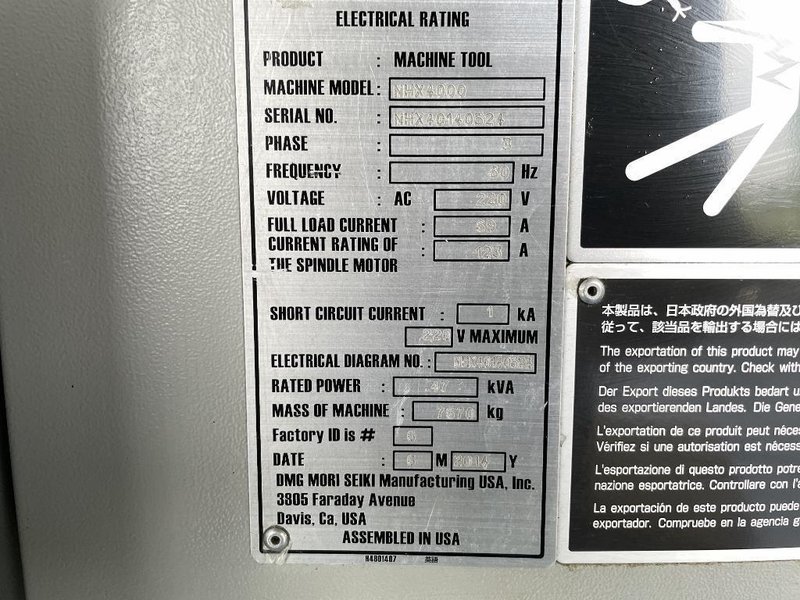 ELECTRICAL RATING
PRODUCT : MACHINE TOOL
MACHINE MODEL : NHX4000
SERIAL NO. : NHX40140524
PHASE : 3
FREQUENCY : 60 Hz
VOLTAGE : AC 220 V
FULL LOAD CURRENT : A
CURRENT RATING OF
THE SPINDLE MOTOR : A
SHORT CIRCUIT CURRENT : 1 kA
220 V MAXIMUM
ELECTRICAL DIAGRAM NO. :
RATED POWER : kVA
MASS OF MACHINE : kg
Factory ID is #
DATE : M 2014 Y
DMG MORI SEIKI Manufacturing USA, Inc.
3805 Faraday Avenue
Davis, Ca, USA
ASSEMBLED IN USA
英語
本製品は、日本政府の外国為替及び
従って、該当品を輸出する場合には
The exportation of this product may
of the exporting country. Check with
Der Export dieses Produkts bedart
des exportierenden Landes. Die Gene
L'exportation de ce produit peut néces
Vérifiez si une autorisation est nécess
L'esportazione di questo prodotto potre
nazione esportatrice. Controllare con l'a
La exportación de este producto puede
exportador. Compruebe en la agencia g